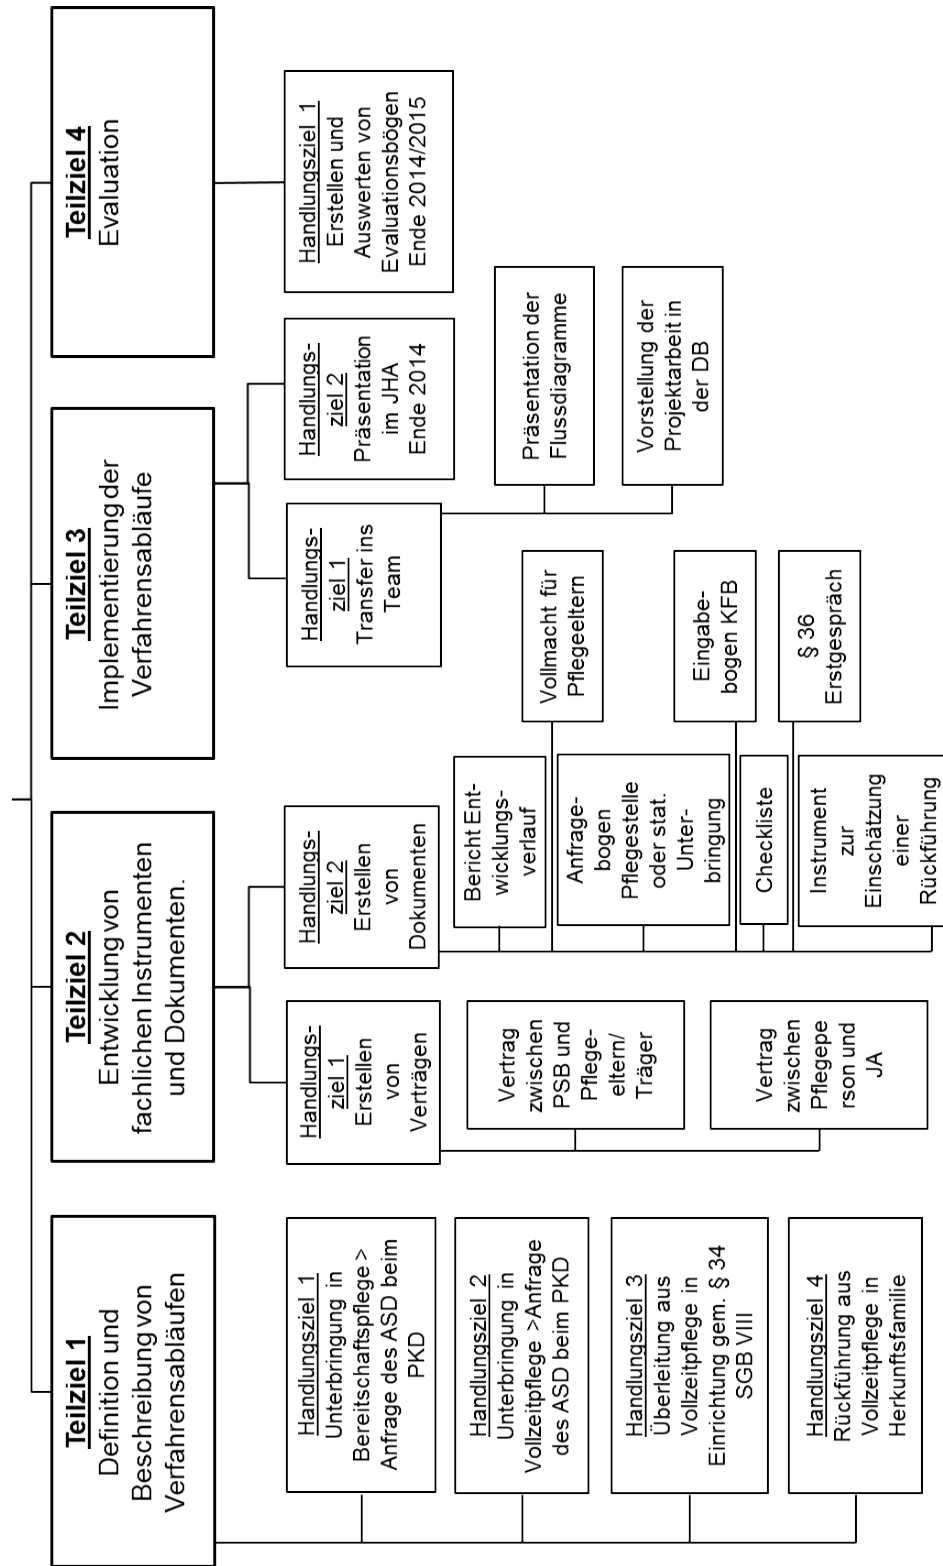 Teilziel 1
Definition und
Beschreibung von
Verfahrensabläufen
Handlungsziel 1
Unterbringung in
Bereitschaftspflege >
Anfrage des ASD beim
PKD
Handlungsziel 2
Unterbringung in
Vollzeitpflege >Anfrage
des ASD beim PKD
Handlungsziel 3
Überleitung aus
Vollzeitpflege in
Einrichtung gem. § 34
SGB VIII
Handlungsziel 4
Rückführung aus
Vollzeitpflege in
Herkunftsfamilie
Teilziel 2
Entwicklung von
fachlichen Instrumenten
und Dokumenten.
Handlungs-
ziel 1
Erstellen
von
Verträgen
Vertrag
zwischen
PSB und
Pflege-
eltern/
Träger
Vertrag
zwischen
Pflegepe
rson und
JA
Handlungs-
ziel 2
Erstellen
von
Dokumenten
Bericht Ent-
wicklungs-
verlauf
Vollmacht für
Pflegeeltern
Anfrage-
bogen
Pflegestelle
oder stat.
Unter-
bringung
Eingabe-
bogen KFB
Checkliste
§ 36
Erstgespräch
Instrument
zur
Einschätzung
einer
Rückführung
Teilziel 3
Implementierung der
Verfahrensabläufe
Handlungs-
ziel 1
Transfer ins
Team
Präsentation der
Flussdiagramme
Vorstellung der
Projektarbeit in
der DB
Handlungs-
ziel 2
Präsentation
im JHA
Ende 2014
Teilziel 4
Evaluation
Handlungsziel 1
Erstellen und
Auswerten von
Evaluationsbögen
Ende 2014/2015